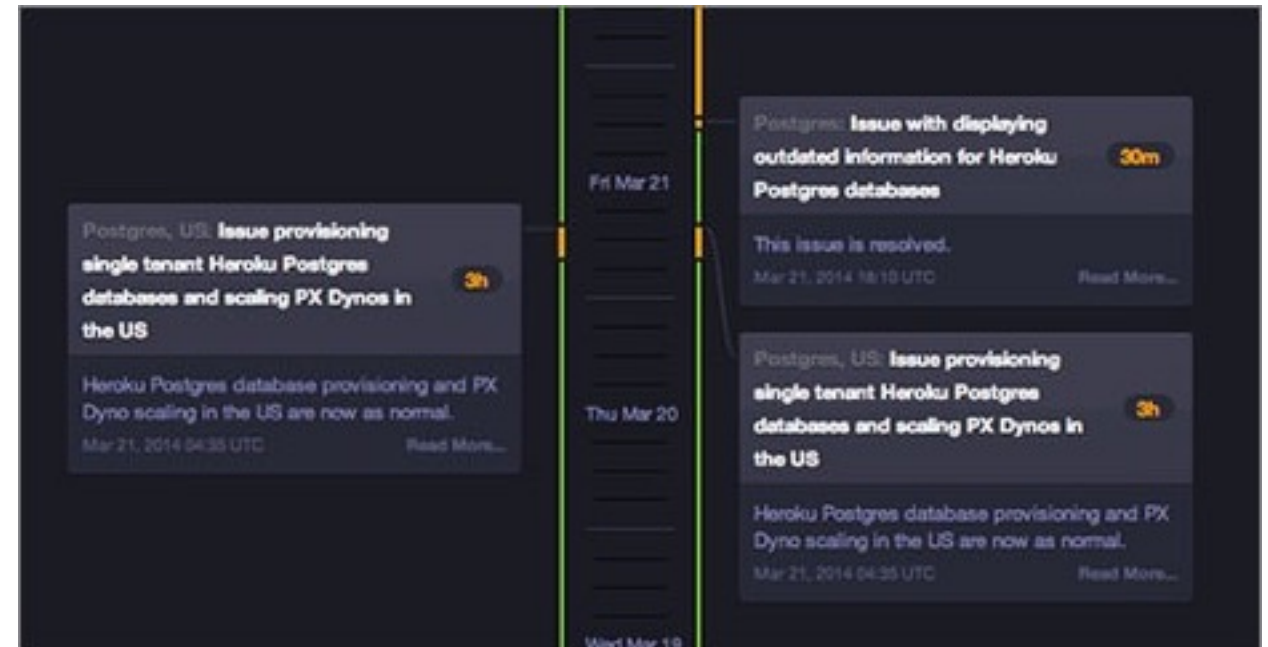 Fri Mar 21
Thu Mar 20
Wed Mar 19
Postgres, US: Issue provisioning
single tenant Heroku Postgres
databases and scaling PX Dynos in
the US
3h
Heroku Postgres database provisioning and PX
Dyno scaling in the US are now as normal.
Mar 21, 2014 04:35 UTC
Read More...
Postgres: Issue with displaying
outdated information for Heroku
Postgres databases
30m
This issue is resolved.
Mar 21, 2014 18:10 UTC
Read More...
Postgres, US: Issue provisioning
single tenant Heroku Postgres
databases and scaling PX Dynos in
the US
3h
Heroku Postgres database provisioning and PX
Dyno scaling in the US are now as normal.
Mar 21, 2014 04:35 UTC
Read More...